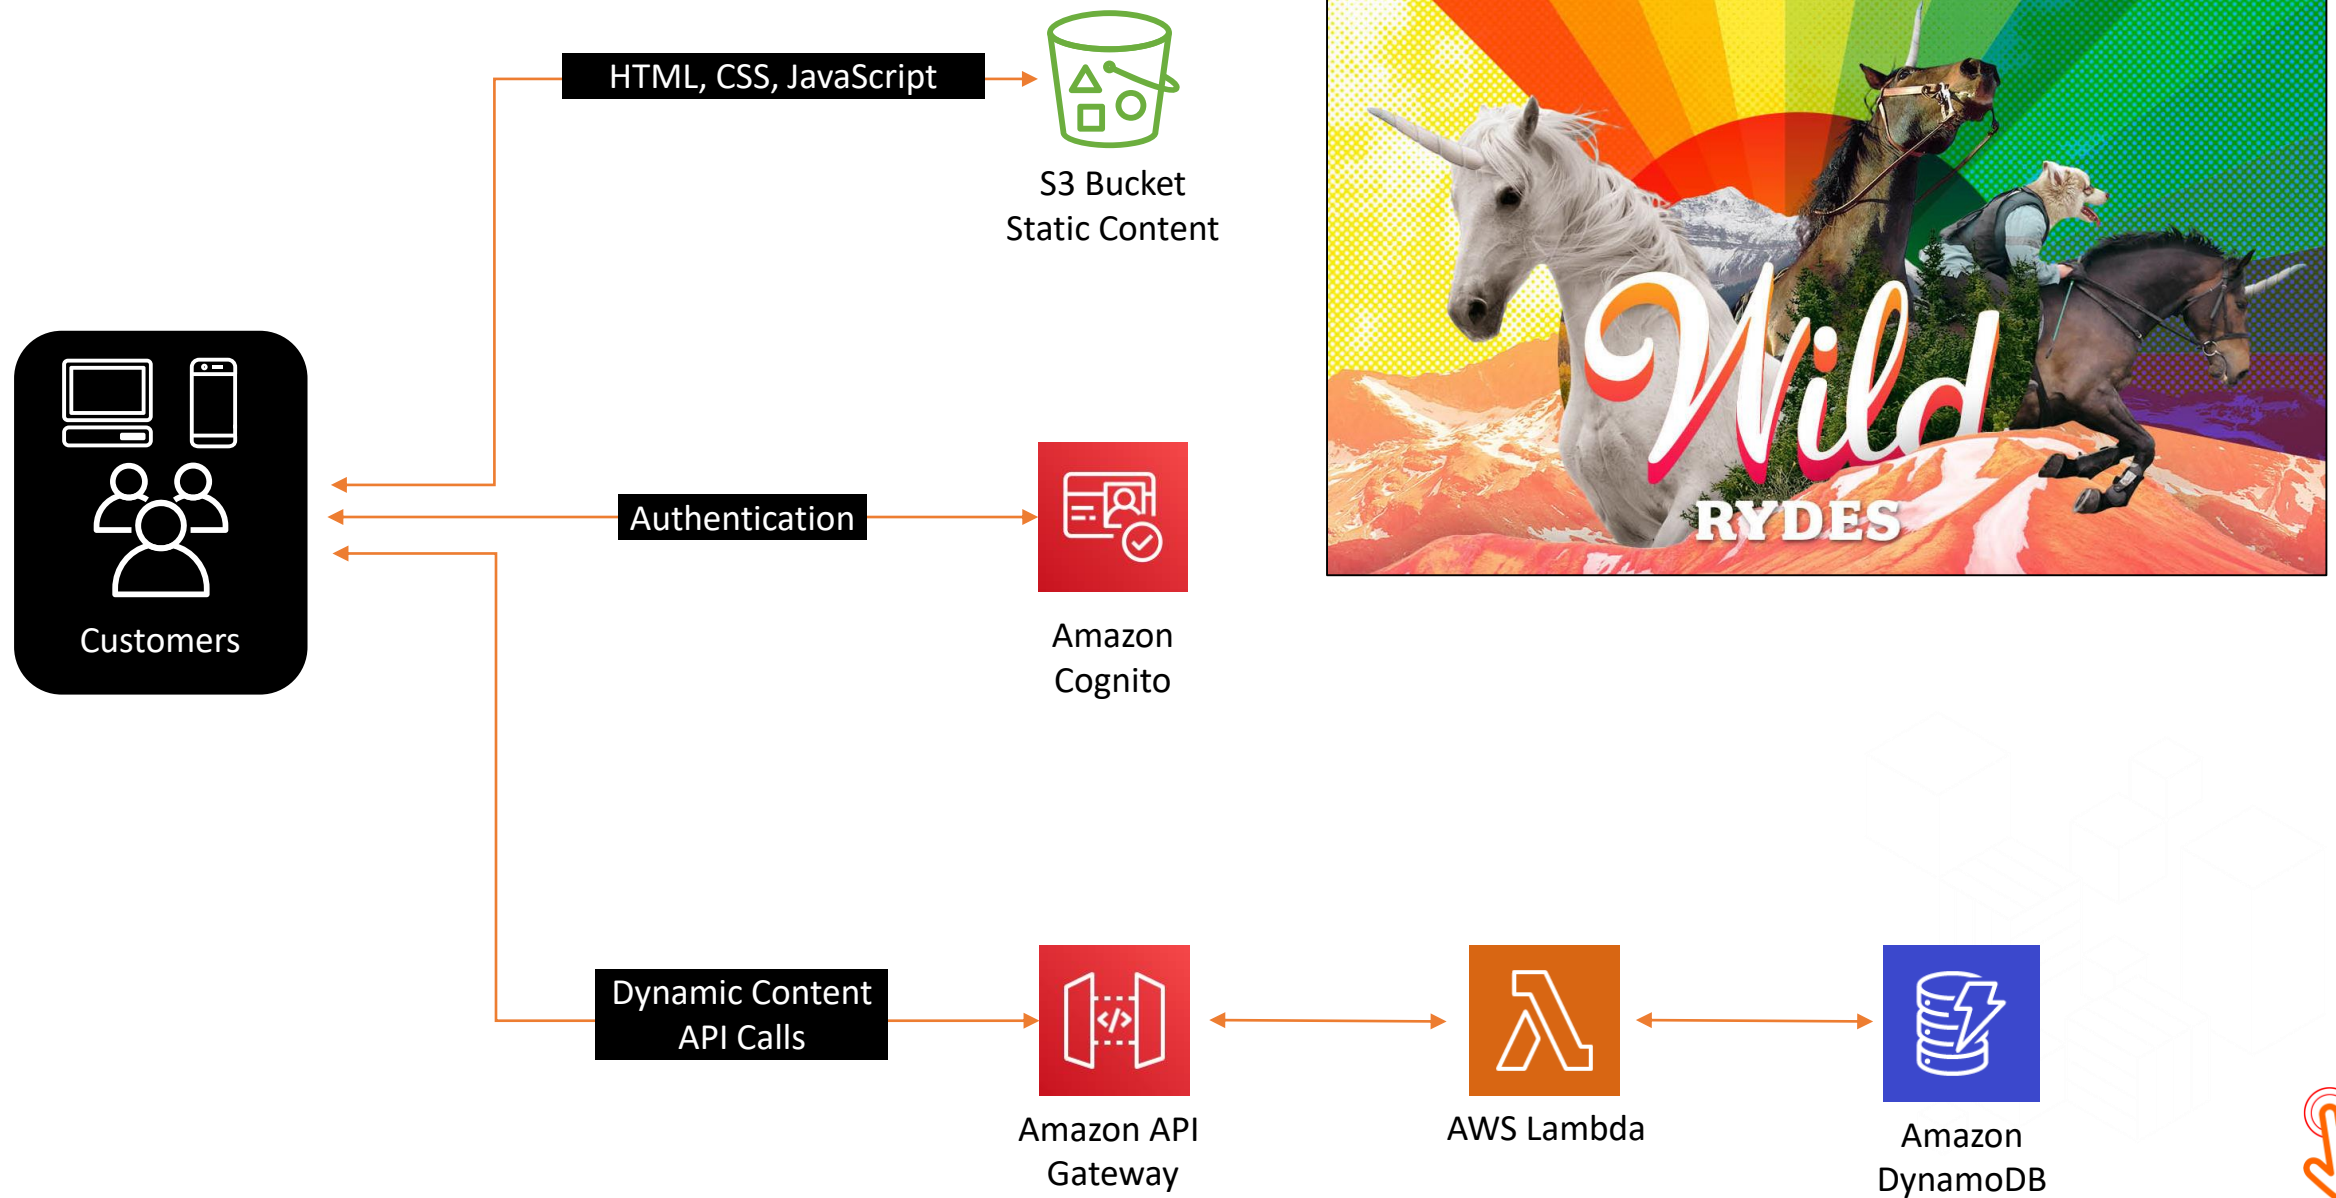 HTML, CSS, JavaScript
S3 Bucket
Static Content
Wild
RYDES
Customers
Authentication
Amazon
Cognito
Dynamic Content
API Calls
</>
Amazon API
Gateway
AWS Lambda
Amazon
DynamoDB